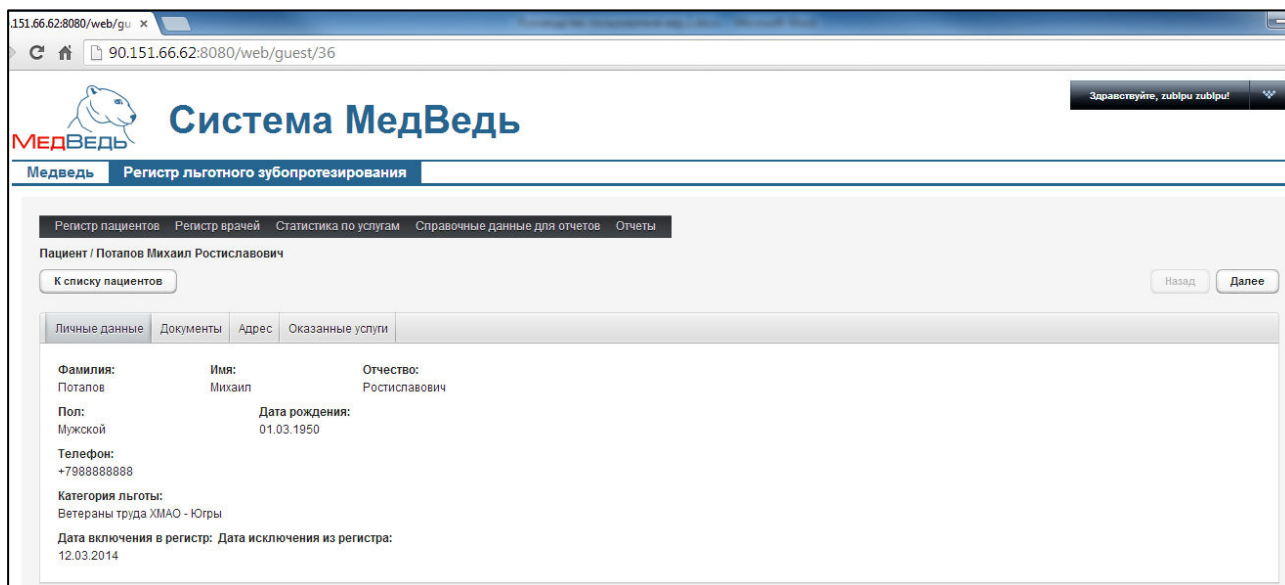 .151.66.62:8080/web/gu ×
90.151.66.62:8080/web/guest/36
Здравствуйте, zublpu zublpu!
МедВедь
Система МедВедь
Медведь Регистр льготного зубопротезирования
Регистр пациентов Регистр врачей Статистика по услугам Справочные данные для отчетов Отчеты
Пациент / Потапов Михаил Ростиславович
К списку пациентов Назад Далее
Личные данные Документы Адрес Оказанные услуги
Фамилия: Имя: Отчество:
Потапов Михаил Ростиславович
Пол: Дата рождения:
Мужской 01.03.1950
Телефон:
+7988888888
Категория льготы:
Ветераны труда ХМАО - Югры
Дата включения в регистр: Дата исключения из регистра:
12.03.2014